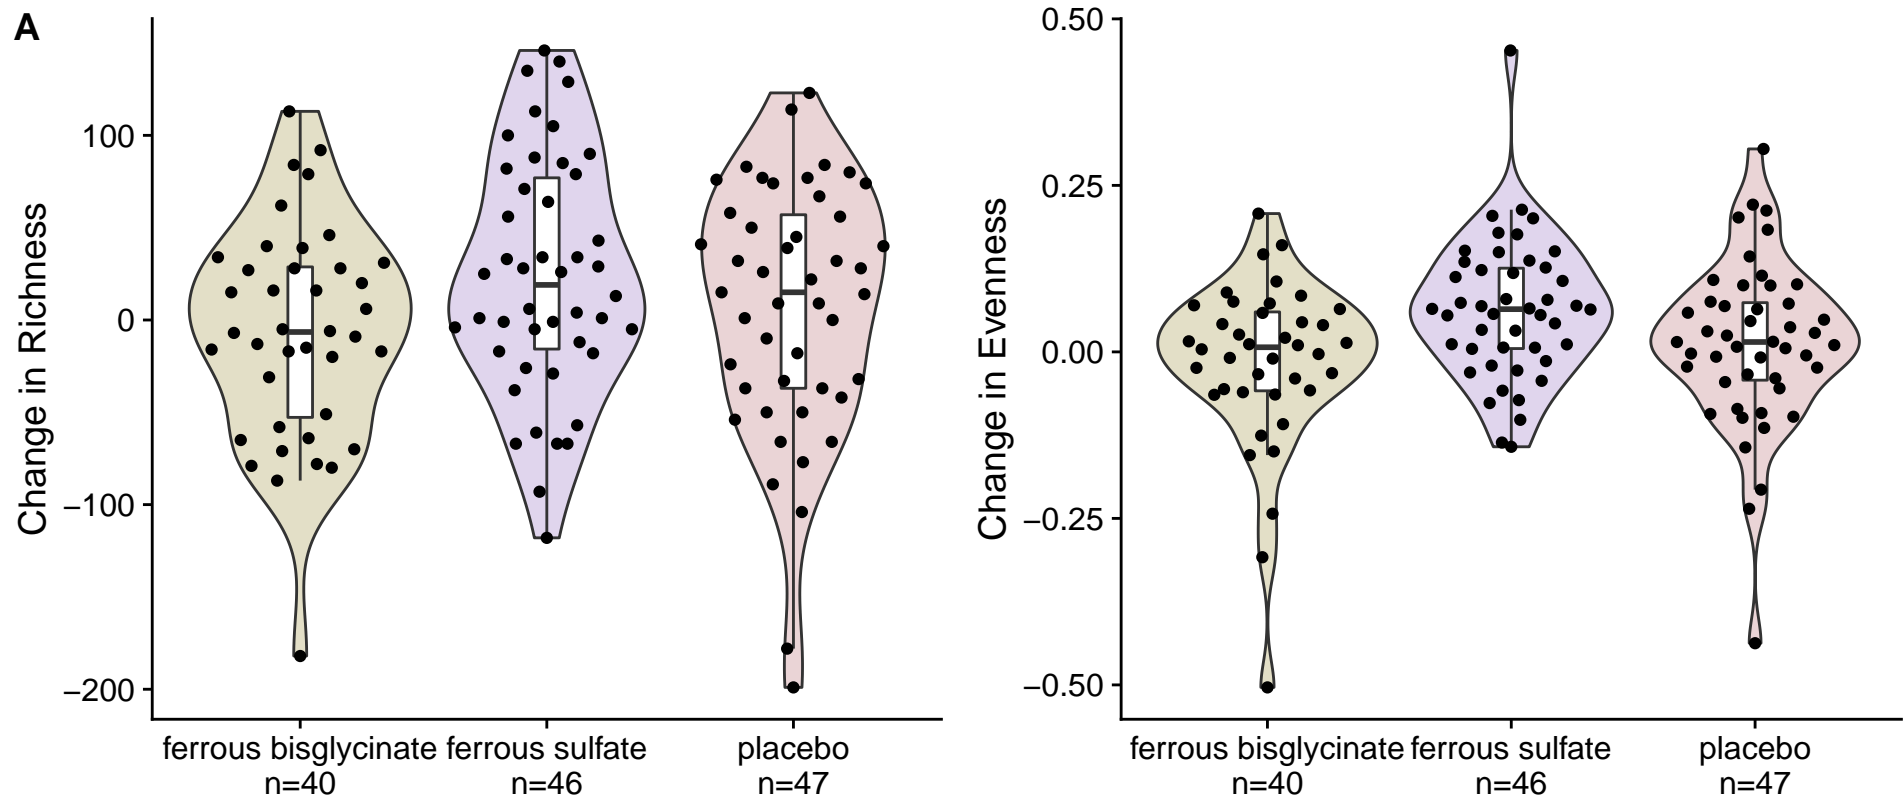 A
Change in Richness
100
0
−100
−200
ferrous bisglycinate ferrous sulfate placebo
n=40 n=46 n=47
Change in Evenness
0.50
0.25
0.00
−0.25
−0.50
ferrous bisglycinate ferrous sulfate placebo
n=40 n=46 n=47